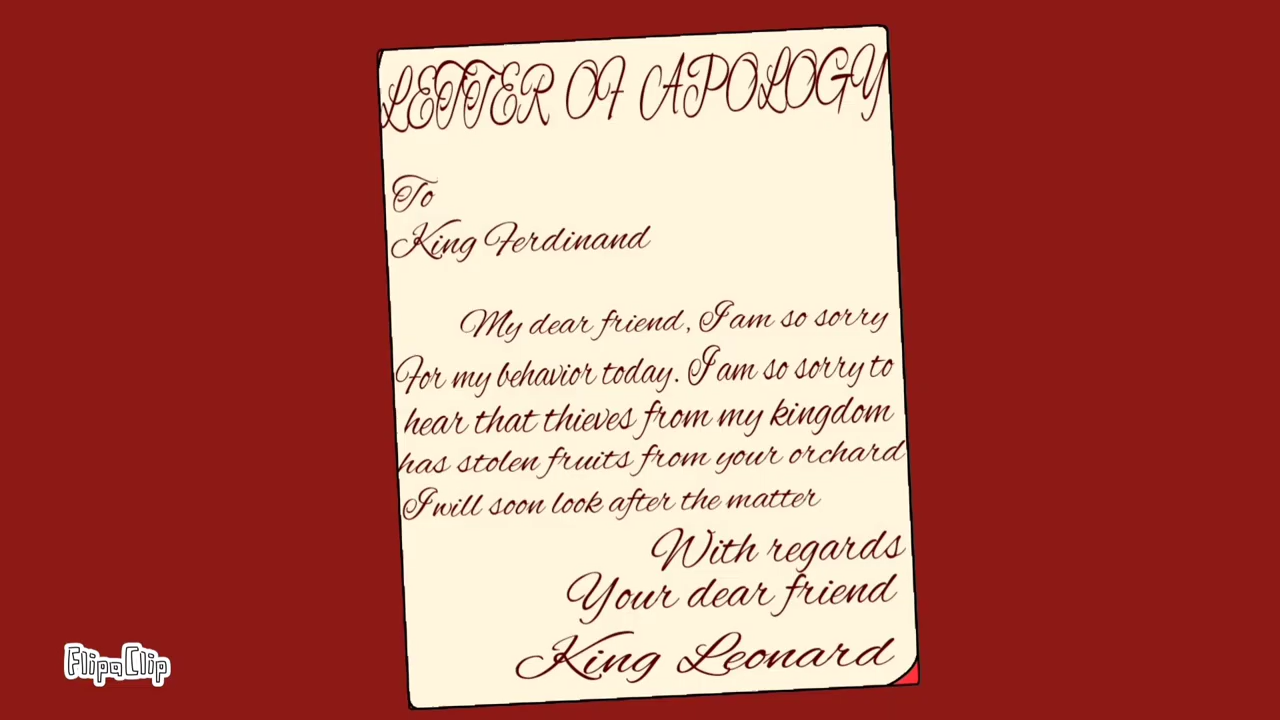 LETTER OF APOLOGY
To
King Ferdinand
My dear friend, I am so sorry
For my behavior today. I am so sorry to
hear that thieves from my kingdom
has stolen fruits from your orchard
I will soon look after the matter
With regards
Your dear friend
King Leonard
FlipaClip